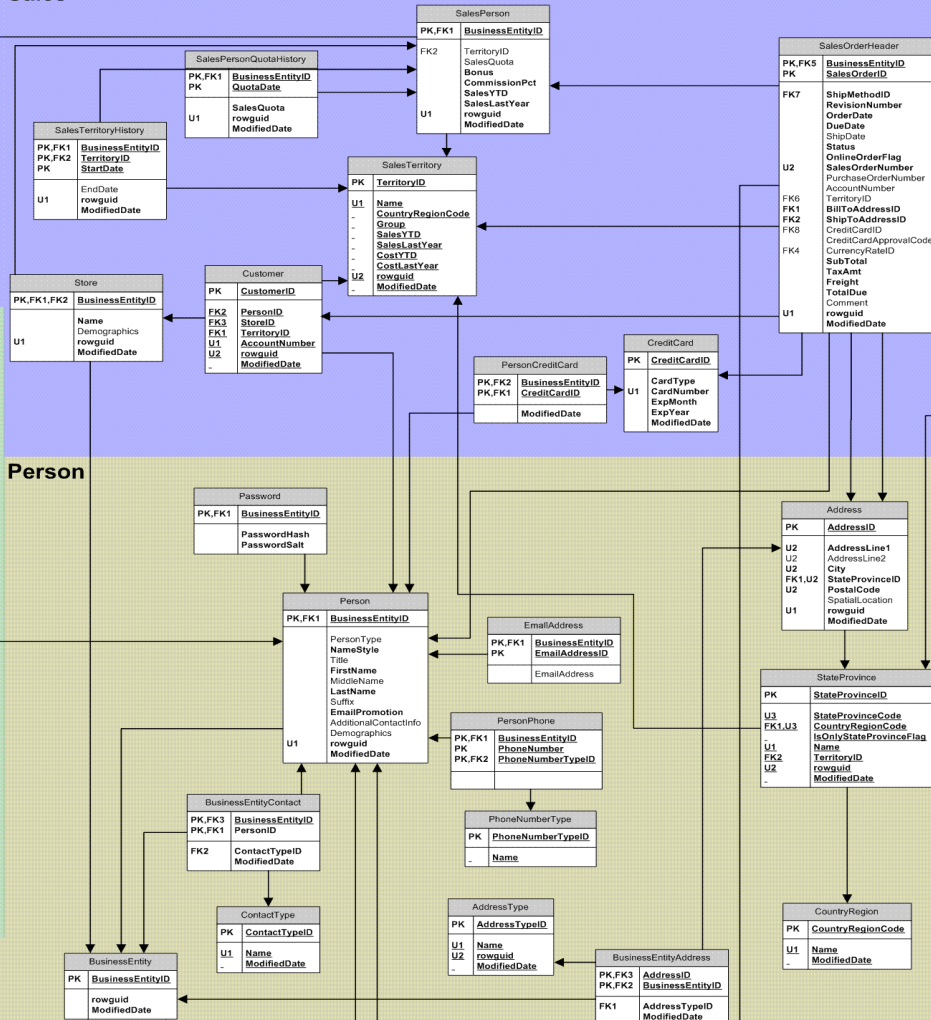 SalesPerson
PK,FK1 BusinessEntityID
FK2 TerritoryID
SalesQuota
Bonus
CommissionPct
SalesYTD
SalesLastYear
U1 rowguid
ModifiedDate
SalesOrderHeader
PK,FK5 BusinessEntityID
PK SalesOrderID
FK7 ShipMethodID
RevisionNumber
OrderDate
DueDate
ShipDate
Status
OnlineOrderFlag
U2 SalesOrderNumber
PurchaseOrderNumber
AccountNumber
FK6 TerritoryID
FK1 BillToAddressID
FK2 ShipToAddressID
FK8 CreditCardID
CreditCardApprovalCode
FK4 CurrencyRateID
SubTotal
TaxAmt
Freight
TotalDue
Comment
U1 rowguid
ModifiedDate
SalesPersonQuotaHistory
PK,FK1 BusinessEntityID
PK QuotaDate
SalesQuota
U1 rowguid
ModifiedDate
SalesTerritoryHistory
PK,FK1 BusinessEntityID
PK,FK2 TerritoryID
PK StartDate
EndDate
U1 rowguid
ModifiedDate
SalesTerritory
PK TerritoryID
U1 Name
_ CountryRegionCode
_ Group
_ SalesYTD
_ SalesLastYear
_ CostYTD
_ CostLastYear
U2 rowguid
_ ModifiedDate
Store
PK,FK1,FK2 BusinessEntityID
Name
Demographics
U1 rowguid
ModifiedDate
Customer
PK CustomerID
FK2 PersonID
FK3 StoreID
FK1 TerritoryID
U1 AccountNumber
U2 rowguid
_ ModifiedDate
PersonCreditCard
PK,FK2 BusinessEntityID
PK,FK1 CreditCardID
ModifiedDate
CreditCard
PK CreditCardID
CardType
U1 CardNumber
ExpMonth
ExpYear
ModifiedDate
Person
Password
PK,FK1 BusinessEntityID
PasswordHash
PasswordSalt
Address
PK AddressID
U2 AddressLine1
U2 AddressLine2
U2 City
FK1,U2 StateProvinceID
U2 PostalCode
SpatialLocation
U1 rowguid
ModifiedDate
Person
PK,FK1 BusinessEntityID
PersonType
NameStyle
Title
FirstName
MiddleName
LastName
Suffix
EmailPromotion
AdditionalContactInfo
Demographics
U1 rowguid
ModifiedDate
EmailAddress
PK,FK1 BusinessEntityID
PK EmailAddressID
EmailAddress
PersonPhone
PK,FK1 BusinessEntityID
PK PhoneNumber
PK,FK2 PhoneNumberTypeID
StateProvince
PK StateProvinceID
U3 StateProvinceCode
FK1,U3 CountryRegionCode
_ IsOnlyStateProvinceFlag
U1 Name
FK2 TerritoryID
U2 rowguid
_ ModifiedDate
BusinessEntityContact
PK,FK3 BusinessEntityID
PK,FK1 PersonID
FK2 ContactTypeID
ModifiedDate
PhoneNumberType
PK PhoneNumberTypeID
_ Name
ContactType
PK ContactTypeID
U1 Name
_ ModifiedDate
AddressType
PK AddressTypeID
U1 Name
U2 rowguid
_ ModifiedDate
CountryRegion
PK CountryRegionCode
U1 Name
_ ModifiedDate
BusinessEntity
PK BusinessEntityID
rowguid
ModifiedDate
BusinessEntityAddress
PK,FK3 AddressID
PK,FK2 BusinessEntityID
FK1 AddressTypeID
ModifiedDate